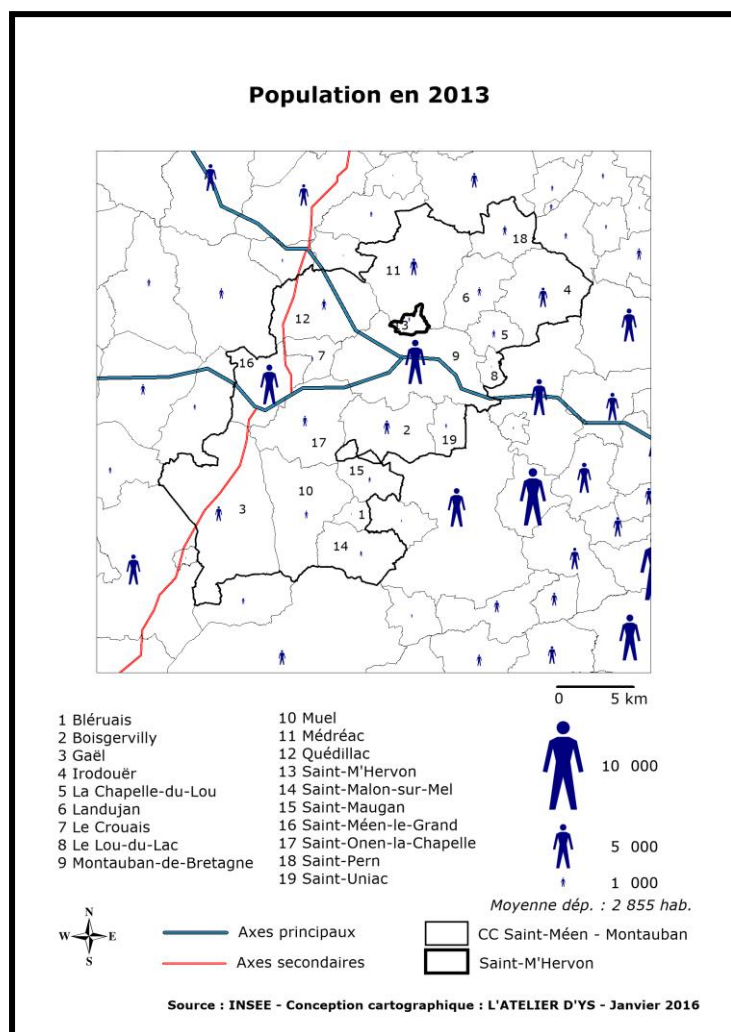 Population en 2013
18
11
4
6
12
3
5
7
9
16
8
2
17
19
15
10
3
1
14
0 5 km
1 Bléruais
2 Boisgervilly
3 Gaël
4 Irodouër
5 La Chapelle-du-Lou
6 Landujan
7 Le Crouais
8 Le Lou-du-Lac
9 Montauban-de-Bretagne
10 Muel
11 Médréac
12 Quédillac
13 Saint-M'Hervon
14 Saint-Malon-sur-Mel
15 Saint-Maugan
16 Saint-Méen-le-Grand
17 Saint-Onen-la-Chapelle
18 Saint-Pern
19 Saint-Uniac
10 000
5 000
1 000
Moyenne dép. : 2 855 hab.
N
W E
S
Axes principaux
Axes secondaires
CC Saint-Méen - Montauban
Saint-M'Hervon
Source : INSEE - Conception cartographique : L'ATELIER D'YS - Janvier 2016